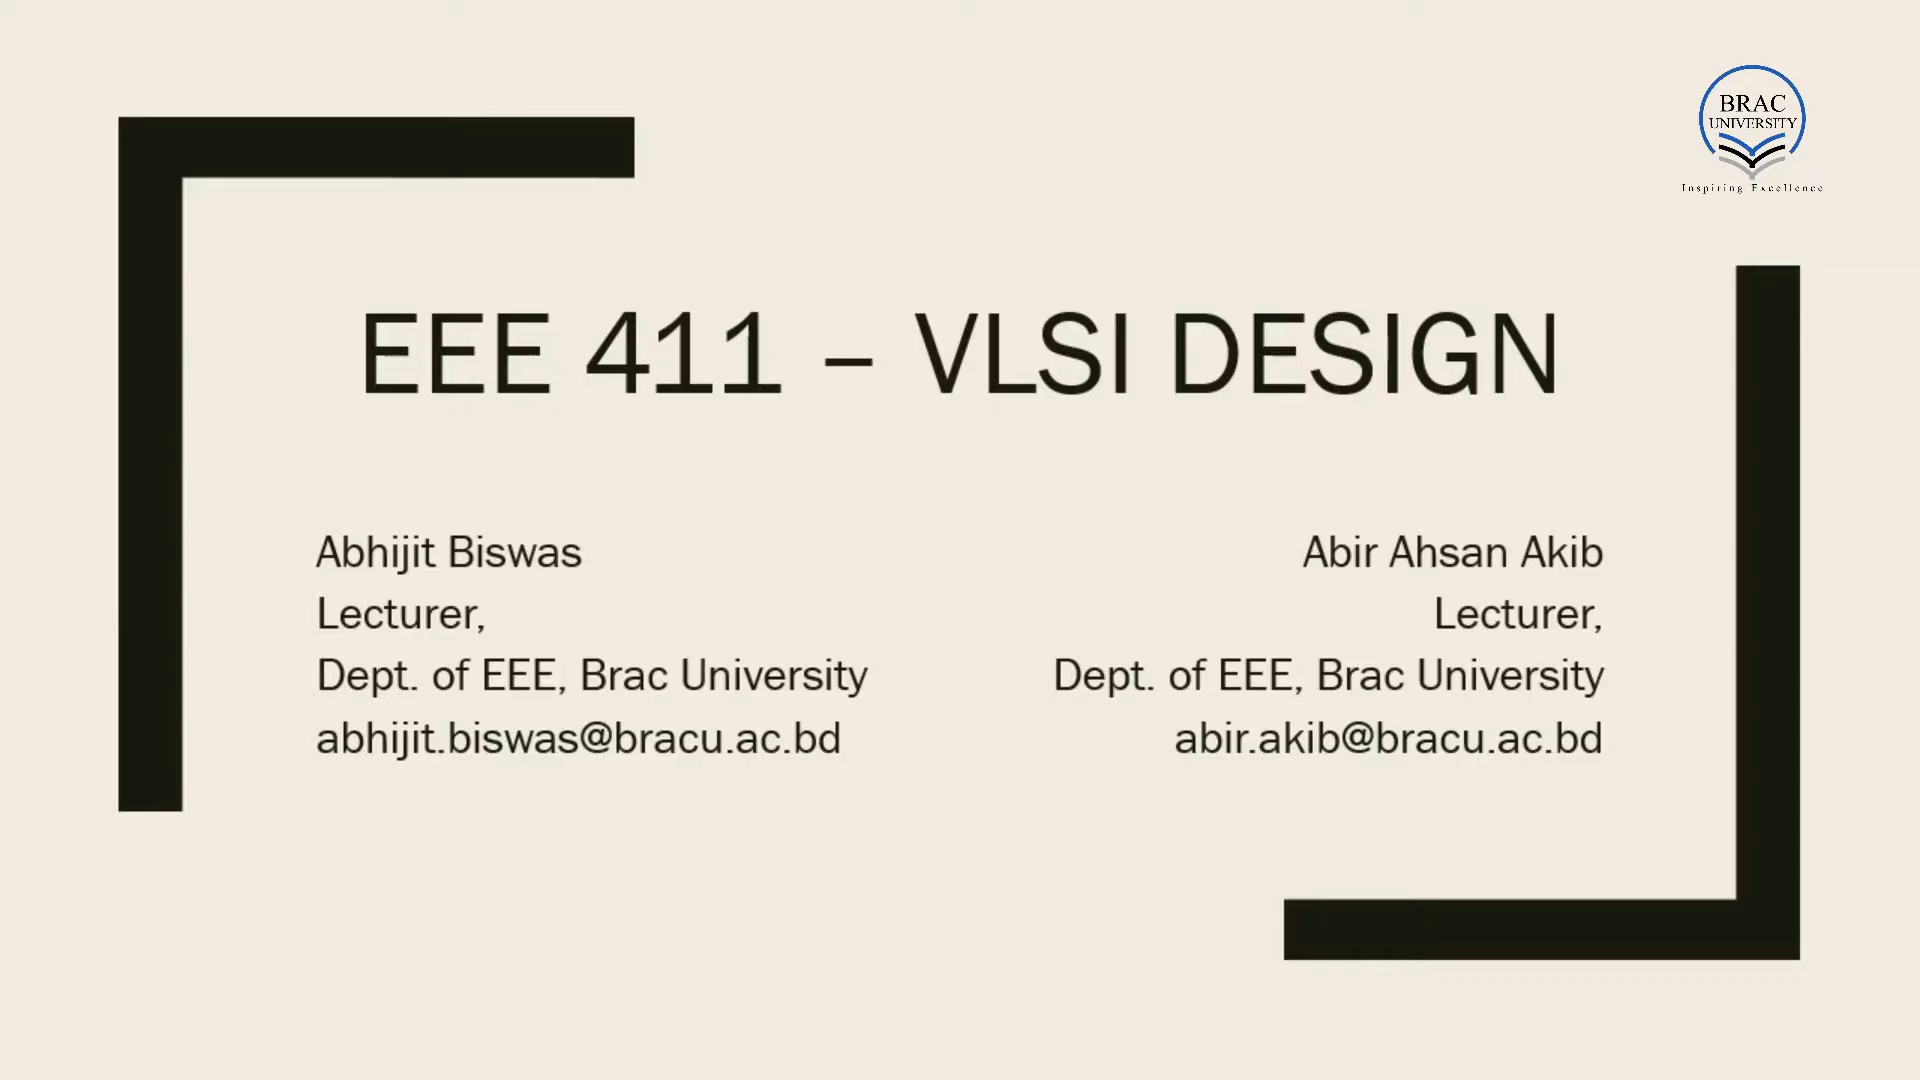 BRAC
UNIVERSITY
Inspiring Excellence
EEE 411 – VLSI DESIGN
Abhijit Biswas
Lecturer,
Dept. of EEE, Brac University
abhijit.biswas@bracu.ac.bd
Abir Ahsan Akib
Lecturer,
Dept. of EEE, Brac University
abir.akib@bracu.ac.bd